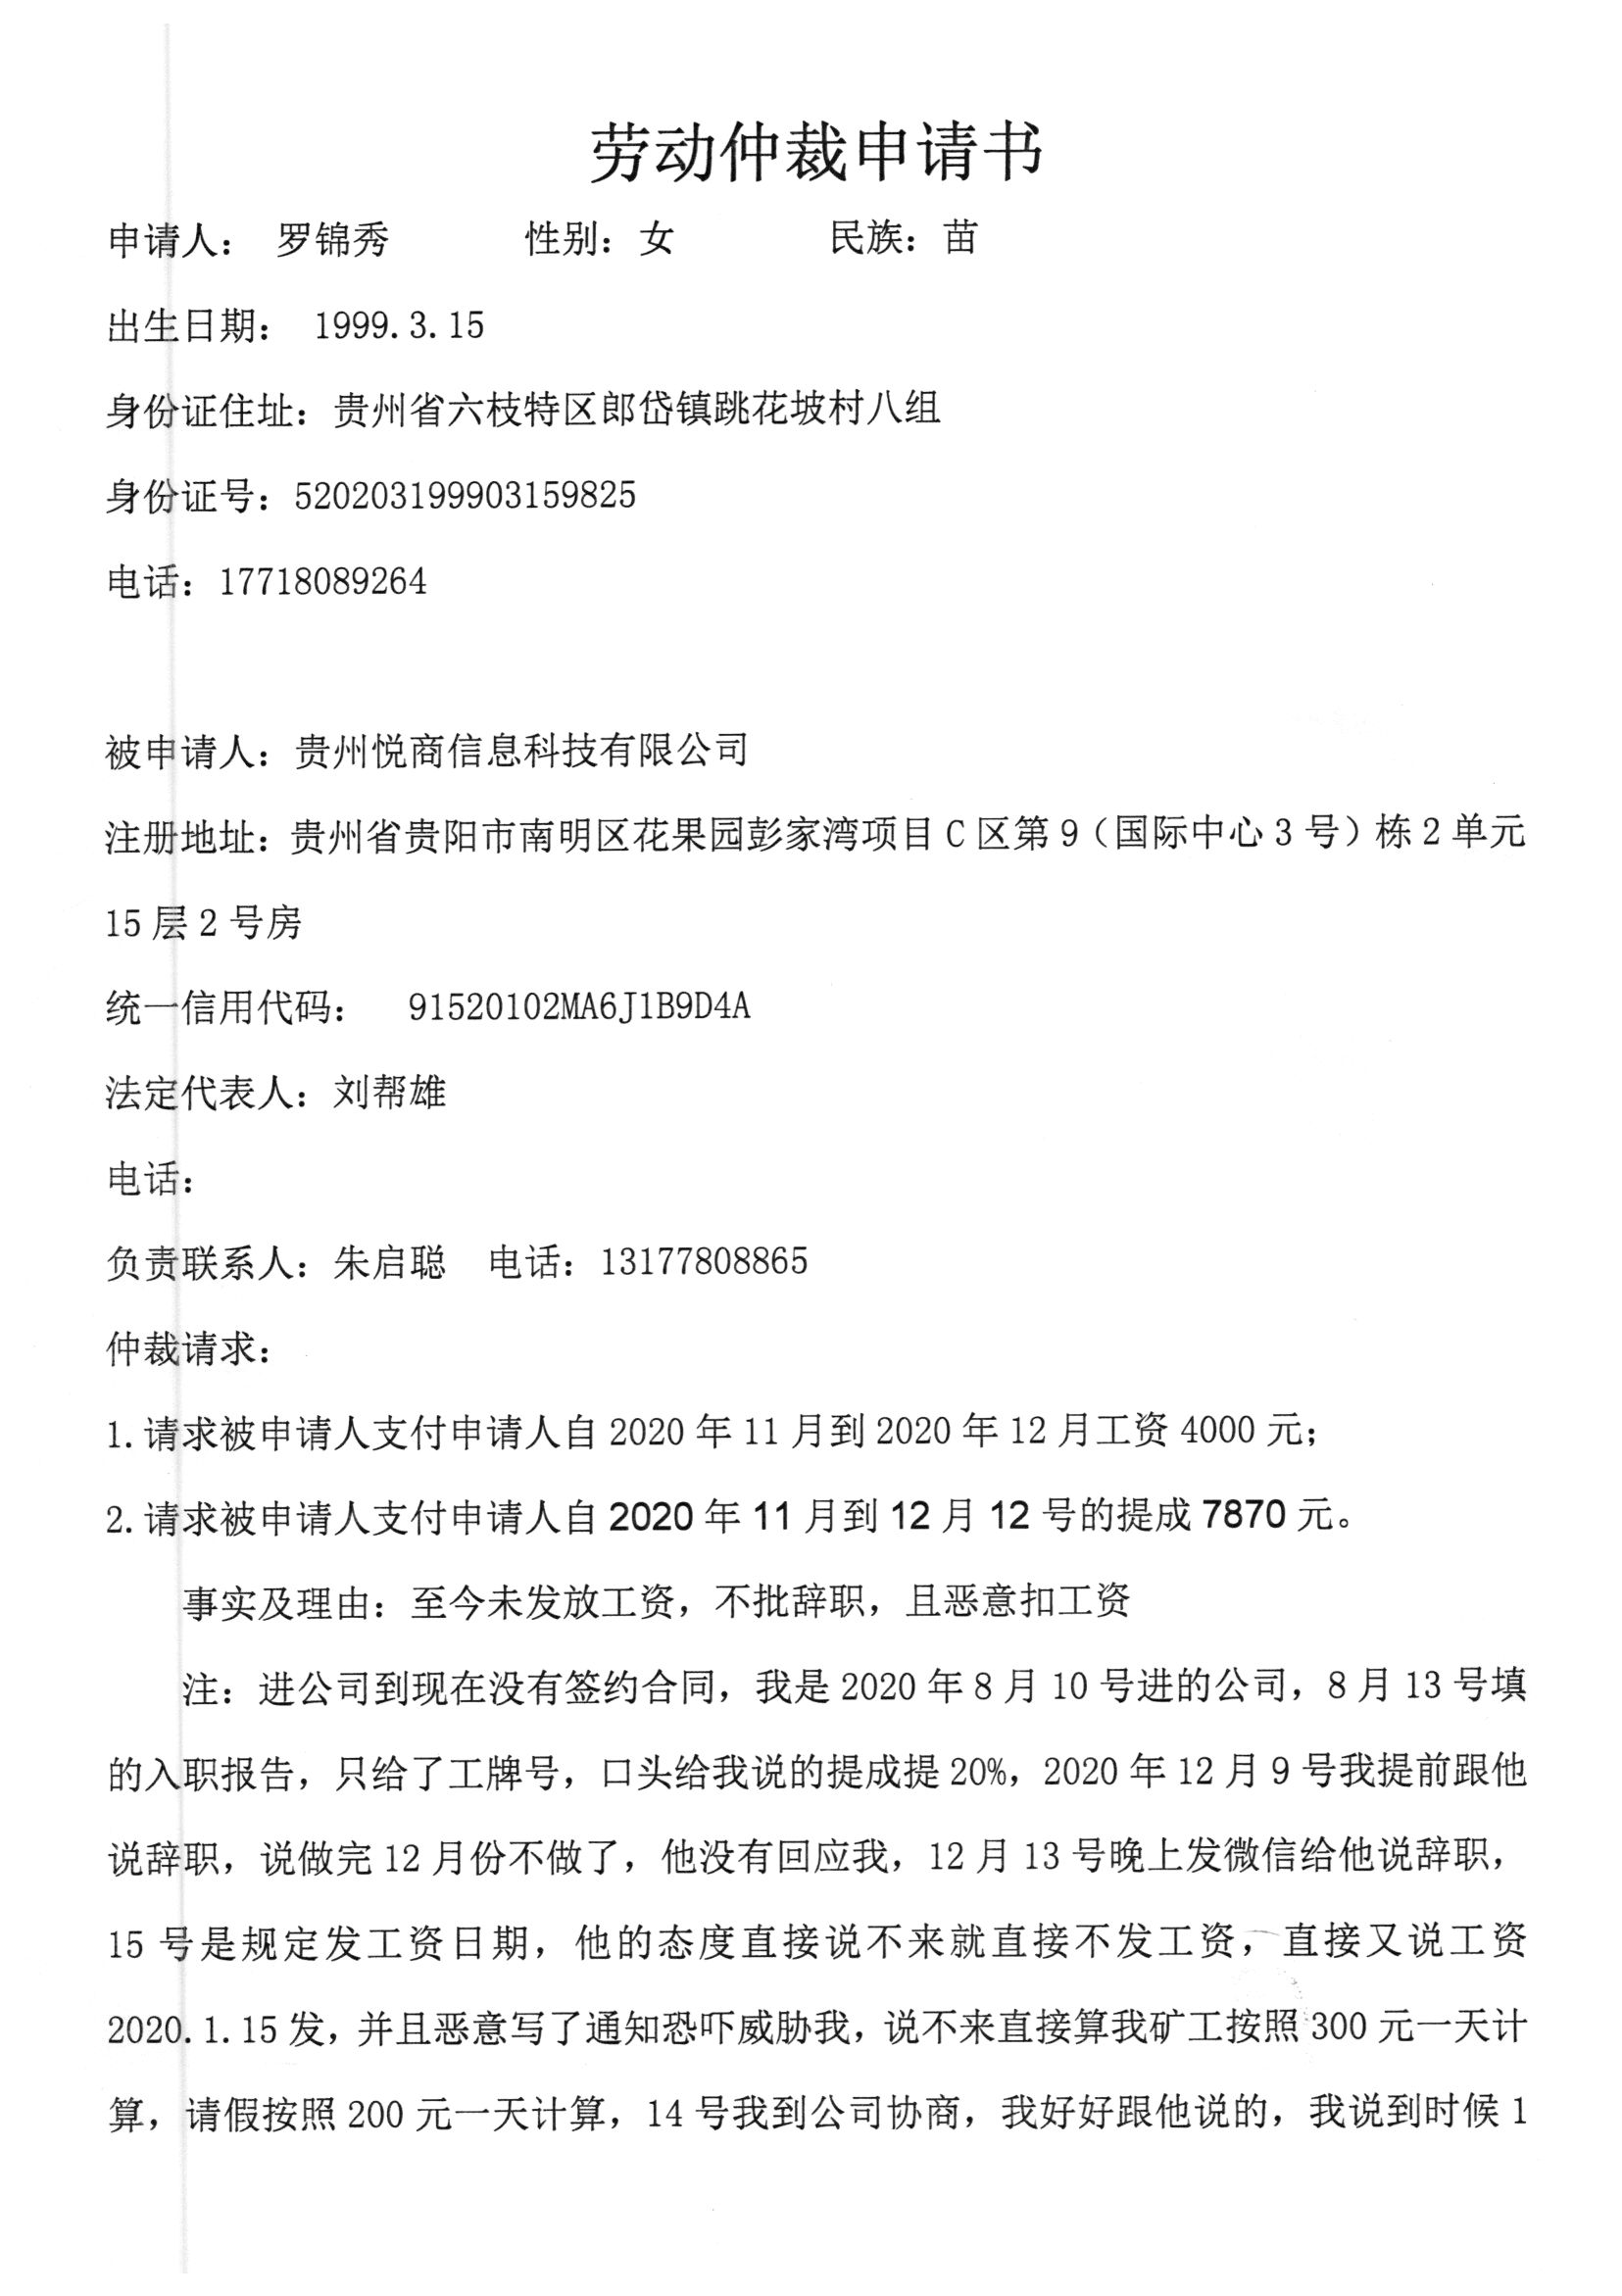 劳动仲裁申请书
申请人： 罗锦秀 性别：女 民族：苗
出生日期： 1999.3.15
身份证住址：贵州省六枝特区郎岱镇跳花坡村八组
身份证号：520203199903159825
电话：17718089264
被申请人：贵州悦商信息科技有限公司
注册地址：贵州省贵阳市南明区花果园彭家湾项目C区第9（国际中心3号）栋2单元
15层2号房
统一信用代码： 91520102MA6J1B9D4A
法定代表人：刘帮雄
电话：
负责联系人：朱启聪 电话：13177808865
仲裁请求：
1.请求被申请人支付申请人自2020年11月到2020年12月工资4000元；
2.请求被申请人支付申请人自2020年11月到12月12号的提成7870元。
事实及理由：至今未发放工资，不批辞职，且恶意扣工资
注：进公司到现在没有签约合同，我是2020年8月10号进的公司，8月13号填
的入职报告，只给了工牌号，口头给我说的提成提20%，2020年12月9号我提前跟他
说辞职，说做完12月份不做了，他没有回应我，12月13号晚上发微信给他说辞职，
15号是规定发工资日期，他的态度直接说不来就直接不发工资，直接又说工资
2020.1.15发，并且恶意写了通知恐吓威胁我，说不来直接算我矿工按照300元一天计
算，请假按照200元一天计算，14号我到公司协商，我好好跟他说的，我说到时候1